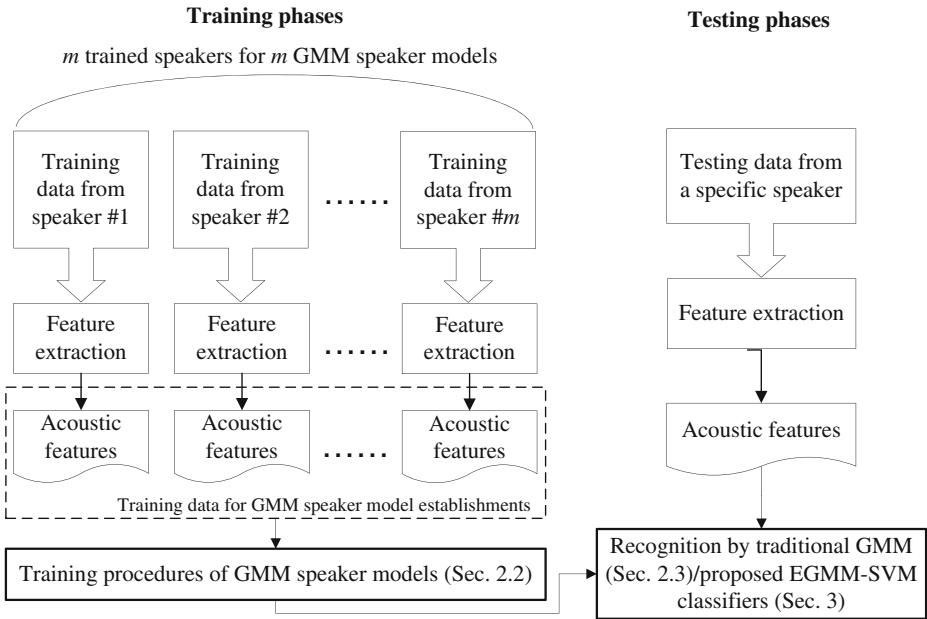 Training phases
Testing phases
m trained speakers for m GMM speaker models
Training
data from
speaker #1
Training
data from
speaker #2
......
Training
data from
speaker #m
Testing data from
a specific speaker
Feature
extraction
Feature
extraction
......
Feature
extraction
Feature extraction
Acoustic
features
Acoustic
features
......
Acoustic
features
Acoustic features
Training data for GMM speaker model establishments
Training procedures of GMM speaker models (Sec. 2.2)
Recognition by traditional GMM
(Sec. 2.3)/proposed EGMM-SVM
classifiers (Sec. 3)